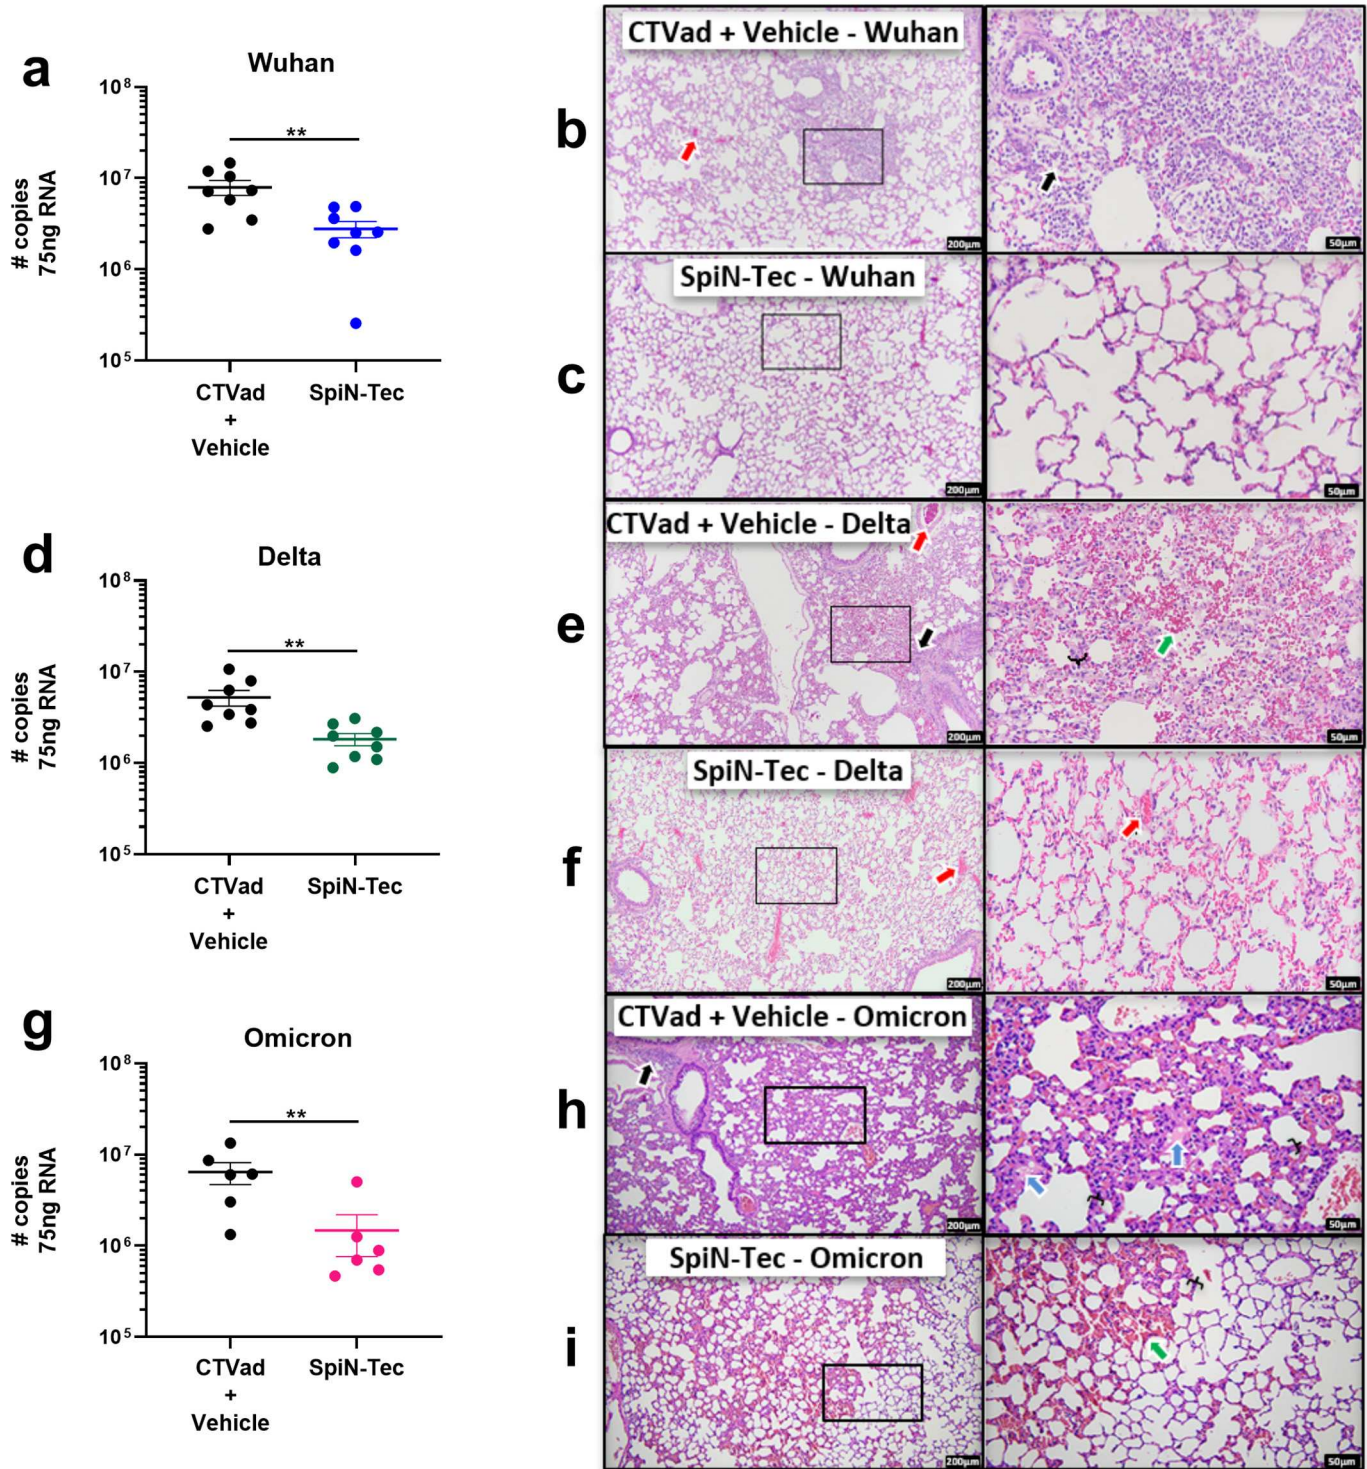 a
Wuhan
# copies
75ng RNA
10⁸
10⁷
10⁶
10⁵
**
CTVad
+
Vehicle
SpiN-Tec
b
CTVad + Vehicle - Wuhan
200µm
50µm
c
SpiN-Tec - Wuhan
200µm
50µm
d
Delta
# copies
75ng RNA
10⁸
10⁷
10⁶
10⁵
**
CTVad
+
Vehicle
SpiN-Tec
e
CTVad + Vehicle - Delta
200µm
50µm
f
SpiN-Tec - Delta
200µm
50µm
g
Omicron
# copies
75ng RNA
10⁸
10⁷
10⁶
10⁵
**
CTVad
+
Vehicle
SpiN-Tec
h
CTVad + Vehicle - Omicron
200µm
50µm
i
SpiN-Tec - Omicron
200µm
50µm